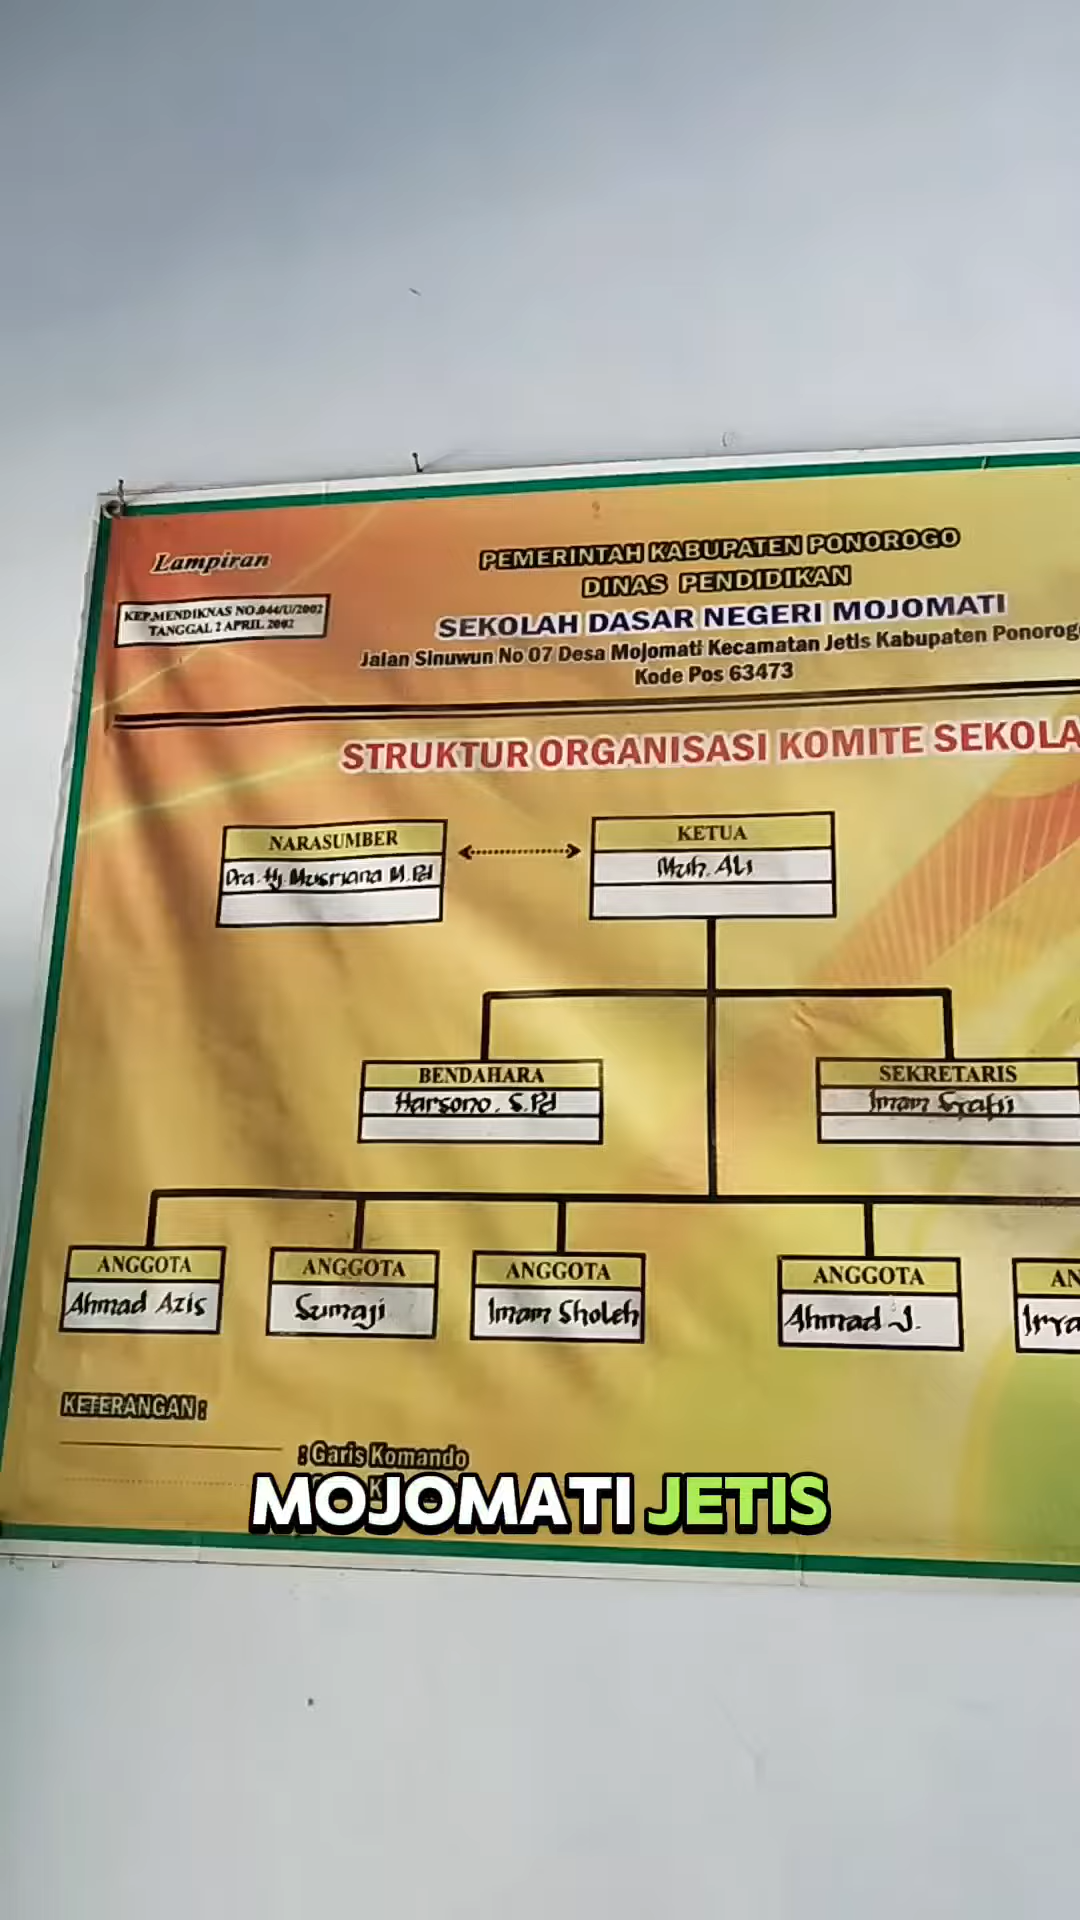 Lampiran
KEP.MENDIKNAS NO.044/U/2002
TANGGAL 2 APRIL 2002
PEMERINTAH KABUPATEN PONOROGO
DINAS PENDIDIKAN
SEKOLAH DASAR NEGERI MOJOMATI
Jalan Sinuwun No 07 Desa Mojomati Kecamatan Jetis Kabupaten Ponorog
Kode Pos 63473
STRUKTUR ORGANISASI KOMITE SEKOLA
NARASUMBER
Dra. Hj. Musriana M.Pd
KETUA
Muh. Ali
BENDAHARA
Harsono. S.Pd
SEKRETARIS
Imam Syafii
ANGGOTA
Ahmad Azis
ANGGOTA
Sumaji
ANGGOTA
Imam Sholeh
ANGGOTA
Ahmad J.
AN
KETERANGAN :
: Garis Komando
MOJOMATI JETIS